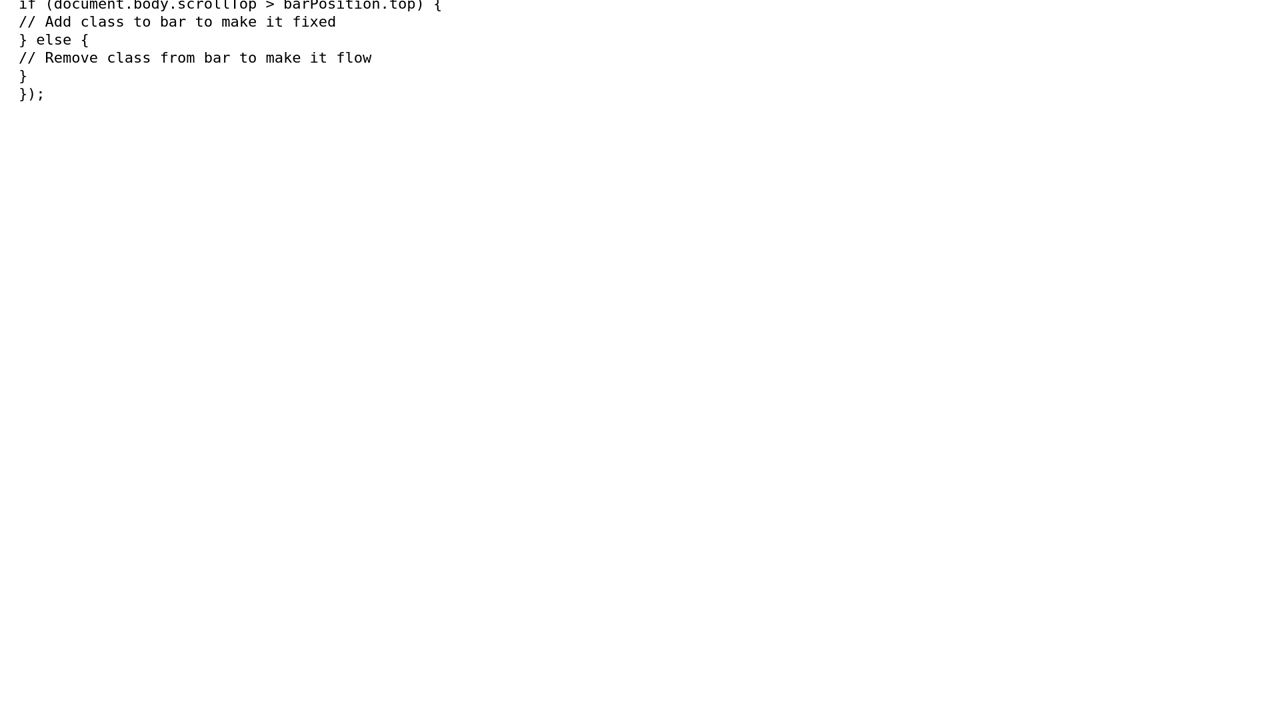 if (document.body.scrollTop > barPosition.top) {
// Add class to bar to make it fixed
} else {
// Remove class from bar to make it flow
}
});